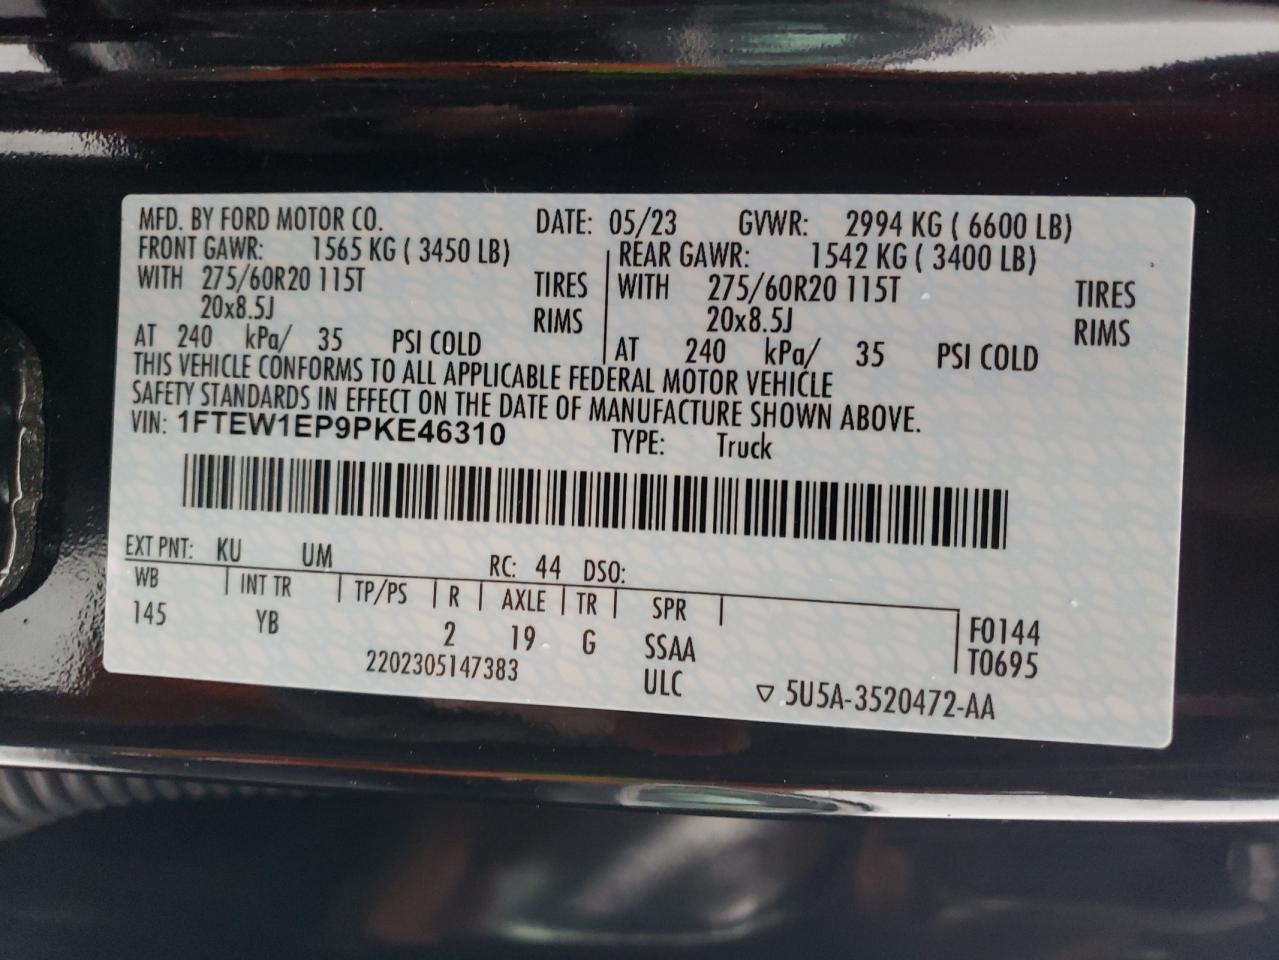 MFD. BY FORD MOTOR CO. DATE: 05/23 GVWR: 2994 KG ( 6600 LB)
FRONT GAWR: 1565 KG ( 3450 LB) REAR GAWR: 1542 KG ( 3400 LB)
WITH 275/60R20 115T TIRES WITH 275/60R20 115T TIRES
20x8.5J RIMS 20x8.5J RIMS
AT 240 kPa/ 35 PSI COLD AT 240 kPa/ 35 PSI COLD
THIS VEHICLE CONFORMS TO ALL APPLICABLE FEDERAL MOTOR VEHICLE
SAFETY STANDARDS IN EFFECT ON THE DATE OF MANUFACTURE SHOWN ABOVE.
VIN: 1FTEW1EP9PKE46310 TYPE: Truck
EXT PNT: KU UM RC: 44 DSO:
WB INT TR TP/PS R AXLE TR SPR F0144
145 YB 2 19 G SSAA T0695
2202305147383 ULC ▽ 5U5A-3520472-AA